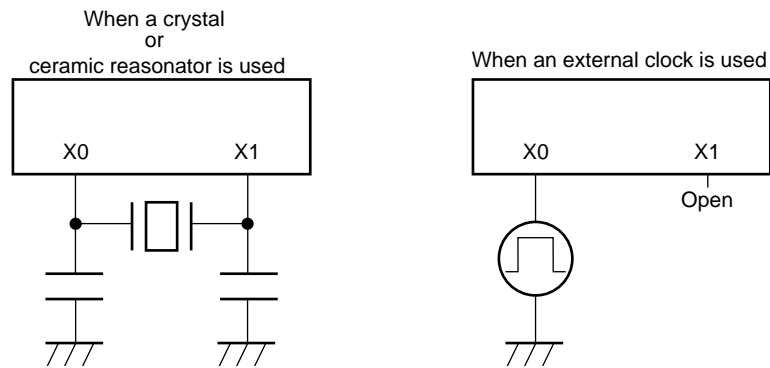 When a crystal
or
ceramic reasonator is used
X0
X1
When an external clock is used
X0
X1
Open